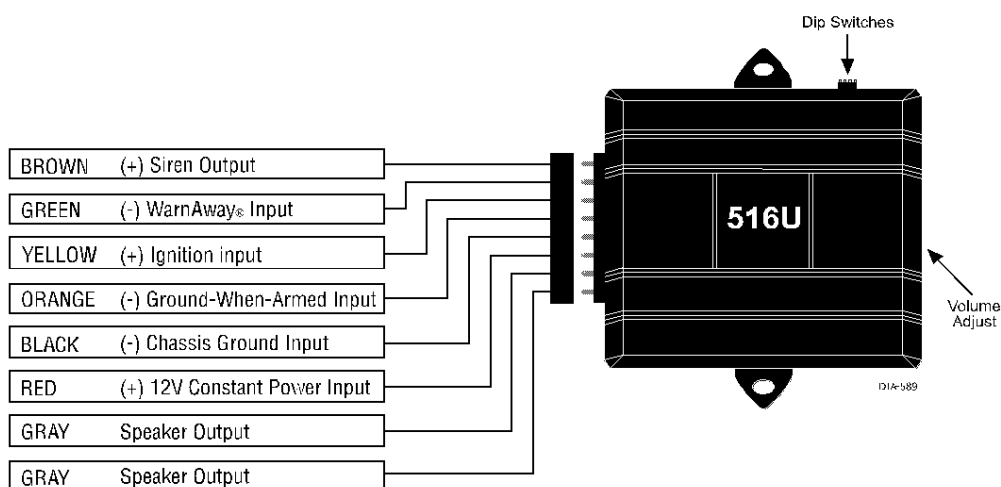 Dip Switches
BROWN (+) Siren Output
GREEN (-) WarnAway® Input
YELLOW (+) Ignition input
ORANGE (-) Ground-When-Armed Input
BLACK (-) Chassis Ground Input
RED (+) 12V Constant Power Input
GRAY Speaker Output
GRAY Speaker Output
516U
Volume
Adjust
DIA-589